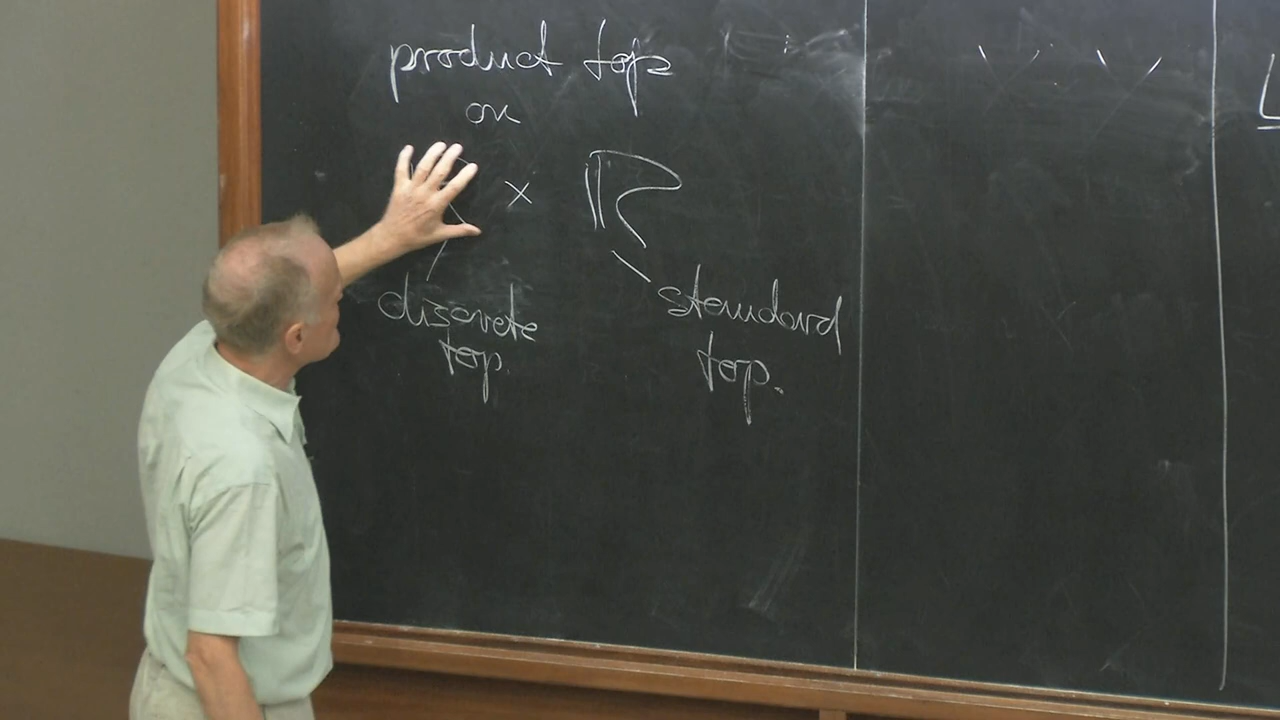 product top
on
× ℝ
discrete standard
top. top.